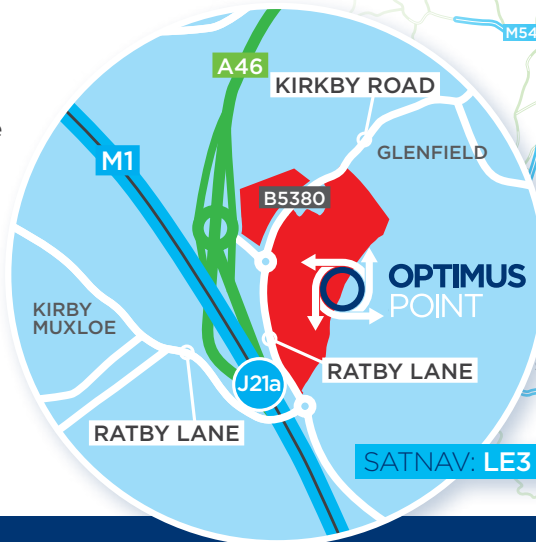 M54
A46
KIRKBY ROAD
e
M1
GLENFIELD
B5380
OPTIMUS
POINT
KIRBY
MUXLOE
RATBY LANE
J21a
RATBY LANE
SATNAV: LE3